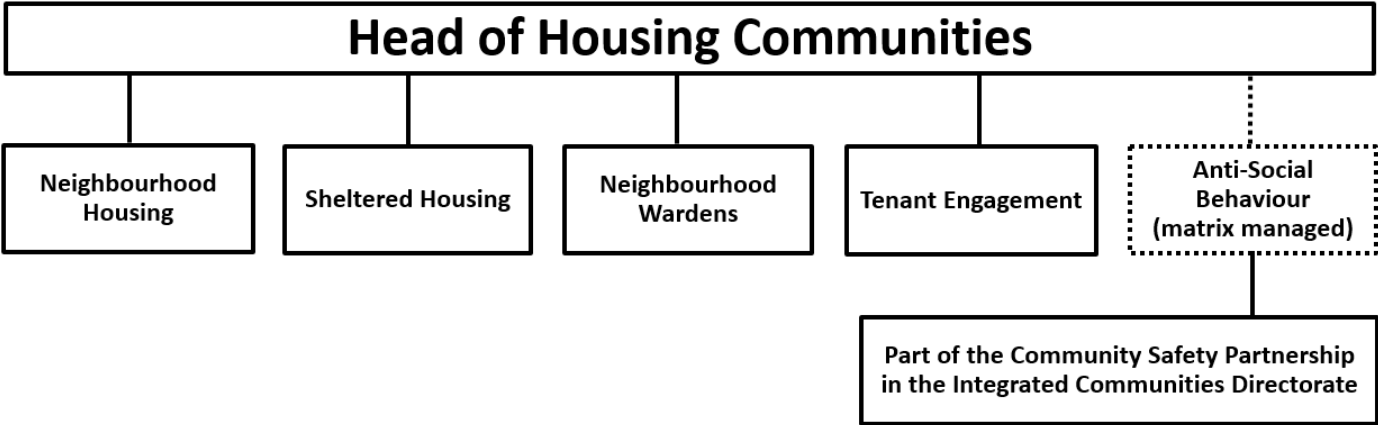 Head of Housing Communities
Neighbourhood
Housing
Sheltered Housing
Neighbourhood
Wardens
Tenant Engagement
Anti-Social
Behaviour
(matrix managed)
Part of the Community Safety Partnership
in the Integrated Communities Directorate